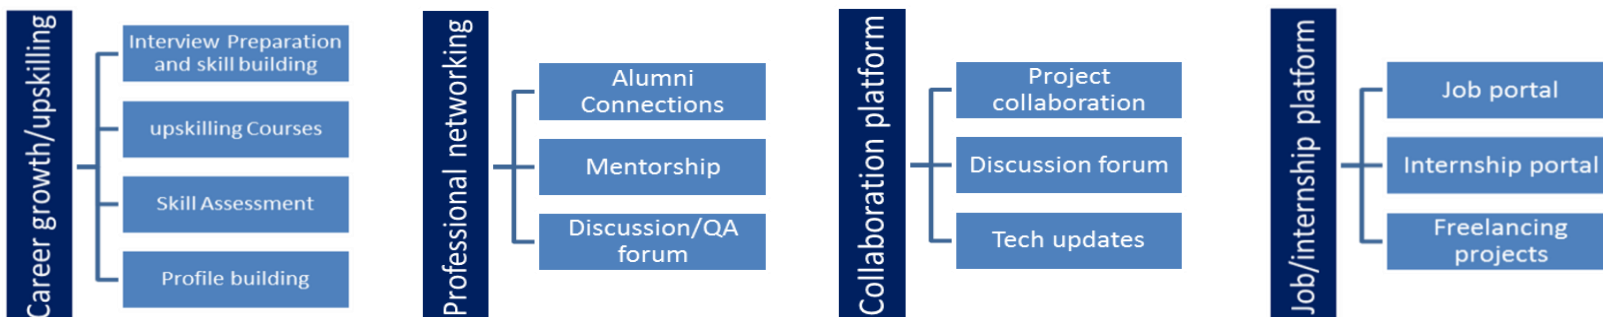 Career growth/upskilling
Interview Preparation
and skill building
upskilling Courses
Skill Assessment
Profile building
Professional networking
Alumni
Connections
Mentorship
Discussion/QA
forum
Collaboration platform
Project
collaboration
Discussion forum
Tech updates
Job/internship platform
Job portal
Internship portal
Freelancing
projects